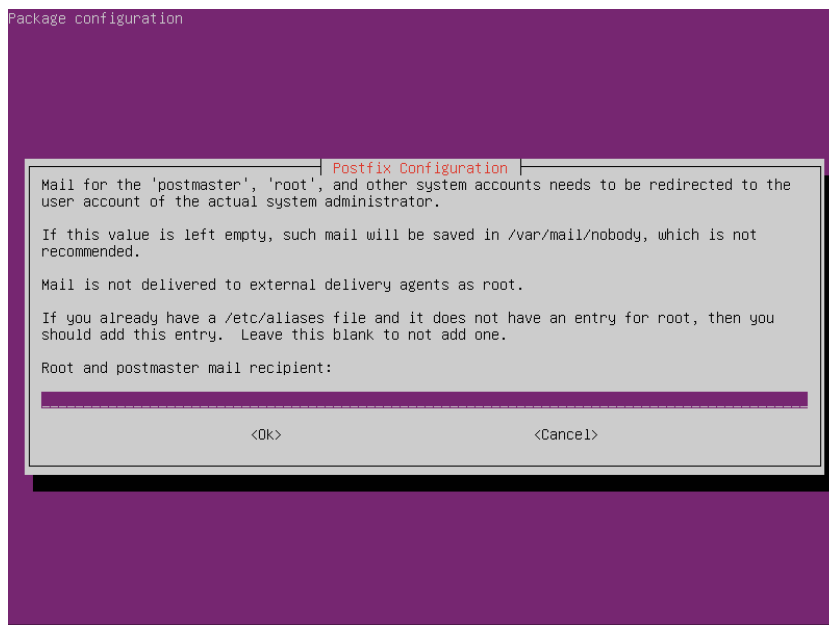 Package configuration
Postfix Configuration
Mail for the 'postmaster', 'root', and other system accounts needs to be redirected to the
user account of the actual system administrator.
If this value is left empty, such mail will be saved in /var/mail/nobody, which is not
recommended.
Mail is not delivered to external delivery agents as root.
If you already have a /etc/aliases file and it does not have an entry for root, then you
should add this entry.  Leave this blank to not add one.
Root and postmaster mail recipient:
<Ok> <Cancel>